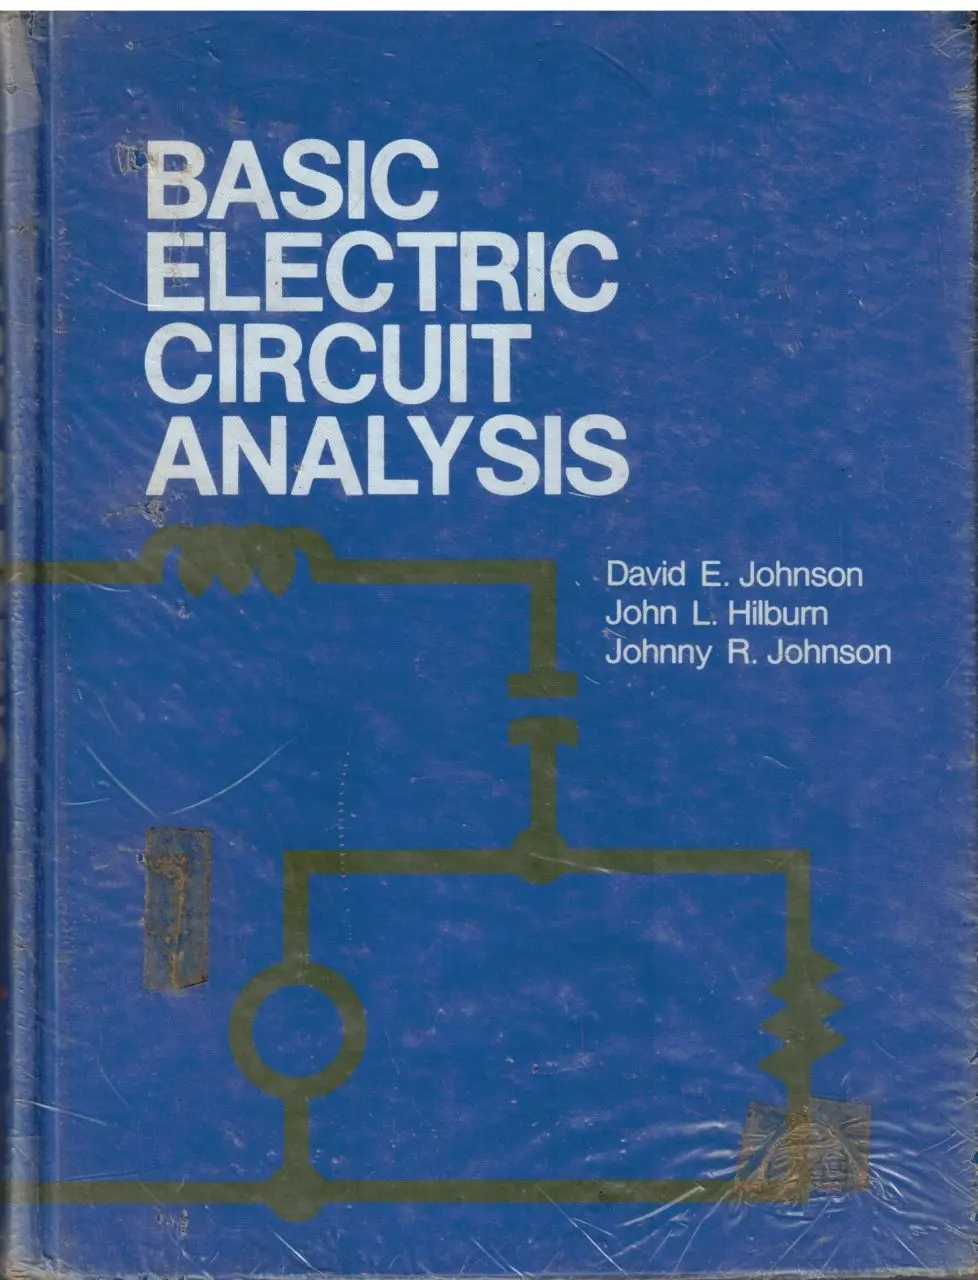 BASIC
ELECTRIC
CIRCUIT
ANALYSIS
David E. Johnson
John L. Hilburn
Johnny R. Johnson